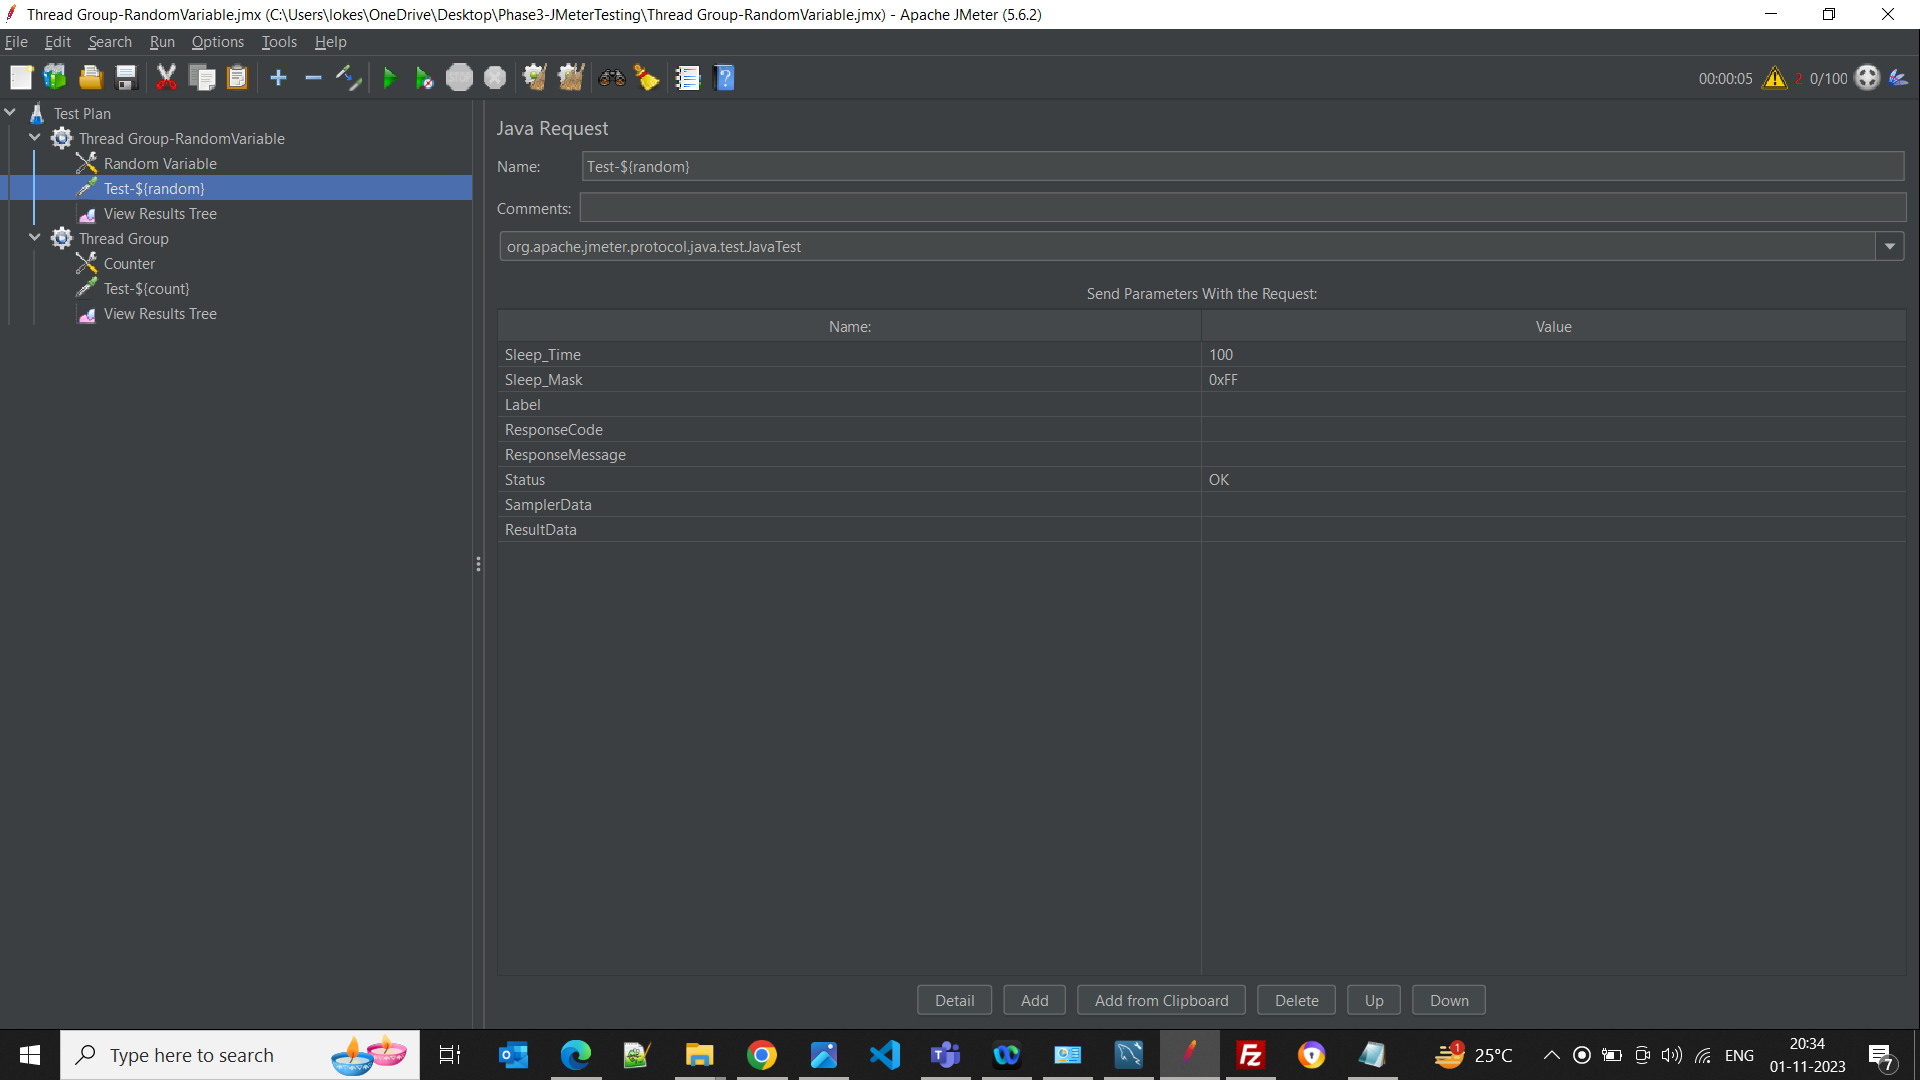 Thread Group-RandomVariable.jmx (C:\Users\lokes\OneDrive\Desktop\Phase3-JMeterTesting\Thread Group-RandomVariable.jmx) - Apache JMeter (5.6.2)
File Edit Search Run Options Tools Help
STOP 00:00:05 2 0/100
Test Plan
Thread Group-RandomVariable
Random Variable
Test-${random}
View Results Tree
Thread Group
Counter
Test-${count}
View Results Tree
Java Request
Name: Test-${random}
Comments:
org.apache.jmeter.protocol.java.test.JavaTest
Send Parameters With the Request:
Name: Value
Sleep_Time 100
Sleep_Mask 0xFF
Label
ResponseCode
ResponseMessage
Status OK
SamplerData
ResultData
Detail Add Add from Clipboard Delete Up Down
Type here to search
1 25°C ENG
20:34
01-11-2023
7